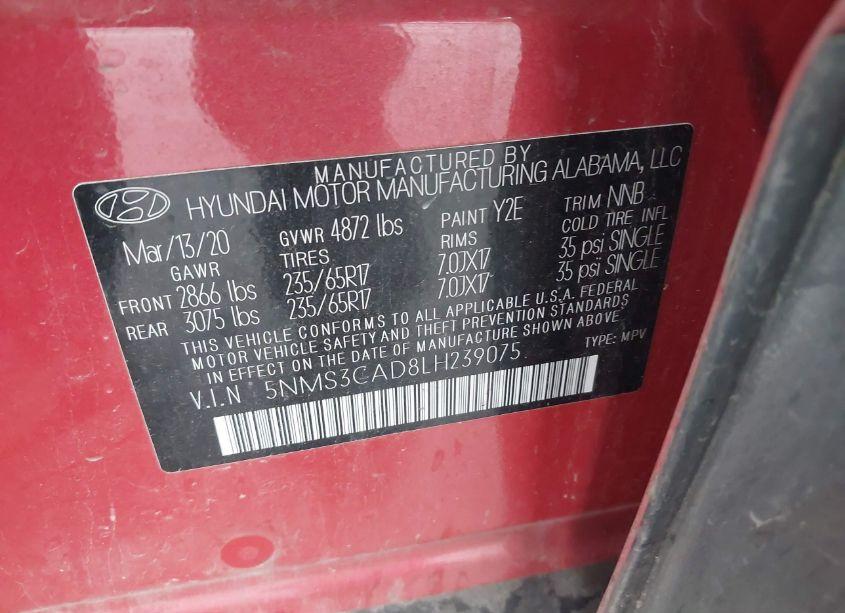 MANUFACTURED BY
HYUNDAI MOTOR MANUFACTURING ALABAMA, LLC
Mar/13/20 GVWR 4872 lbs PAINT Y2E TRIM NNB
GAWR TIRES RIMS COLD TIRE INFL
FRONT 2866 lbs 235/65R17 7.0JX17 35 psi SINGLE
REAR 3075 lbs 235/65R17 7.0JX17 35 psi SINGLE
THIS VEHICLE CONFORMS TO ALL APPLICABLE U.S.A. FEDERAL
MOTOR VEHICLE SAFETY AND THEFT PREVENTION STANDARDS
IN EFFECT ON THE DATE OF MANUFACTURE SHOWN ABOVE.
V.I.N 5NMS3CAD8LH239075 TYPE: MPV